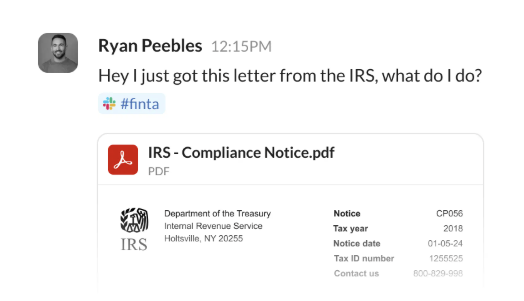 Ryan Peebles 12:15PM
Hey I just got this letter from the IRS, what do I do?
#finta
IRS - Compliance Notice.pdf
PDF
IRS
Department of the Treasury
Internal Revenue Service
Holtsville, NY 20255
Notice CP056
Tax year 2018
Notice date 01-05-24
Tax ID number 1255525
Contact us 800-829-998